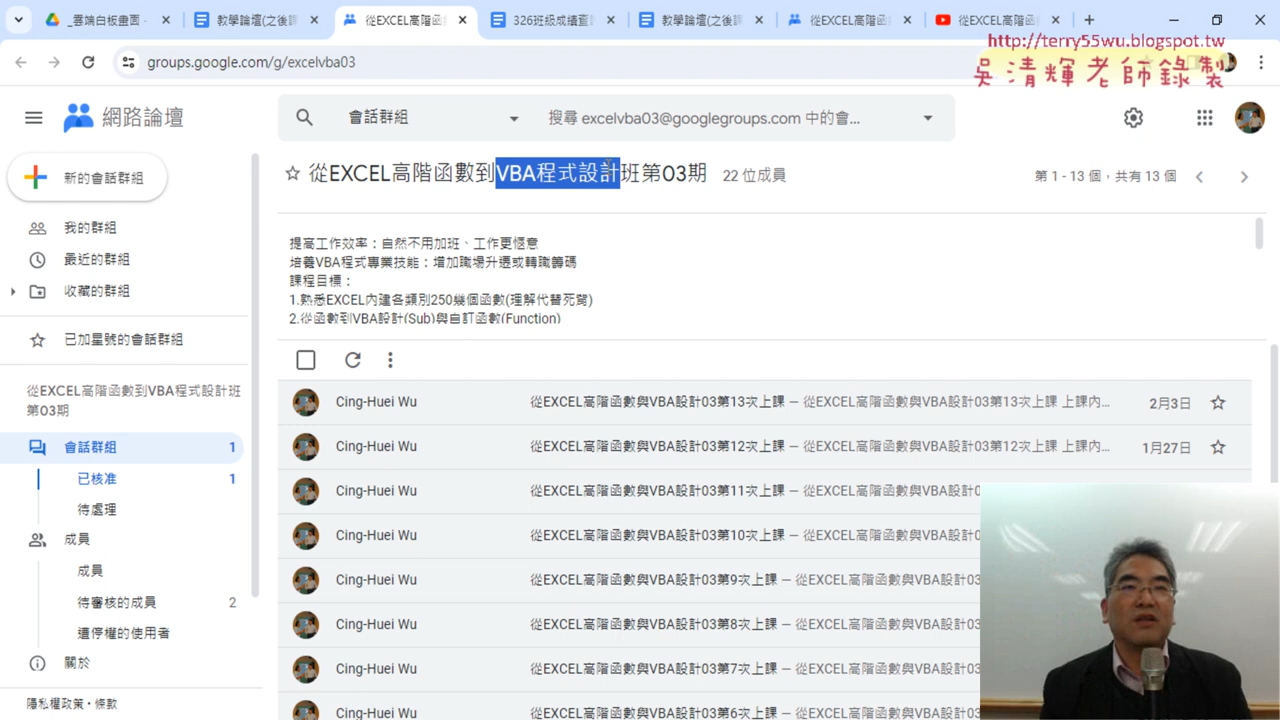 _雲端白板畫面 -
教學論壇(之後課
從EXCEL高階函
326班級成績查詢
教學論壇(之後課
從EXCEL高階函
從EXCEL高階函
http://terry55wu.blogspot.tw
groups.google.com/g/excelvba03
吳清輝老師錄製
網路論壇
會話群組
搜尋 excelvba03@googlegroups.com 中的會...
新的會話群組
從EXCEL高階函數到VBA程式設計班第03期
22 位成員
第 1 - 13 個,共有 13 個
我的群組
最近的群組
收藏的群組
已加星號的會話群組
提高工作效率:自然不用加班、工作更愜意
培養VBA程式專業技能:增加職場升遷或轉職籌碼
課程目標:
1.熟悉EXCEL內建各類別250幾個函數(理解代替死背)
2.從函數到VBA設計(Sub)與自訂函數(Function)
從EXCEL高階函數到VBA程式設計班
第03期
會話群組 1
已核准 1
待處理
成員
成員
待審核的成員 2
遭停權的使用者
關於
隱私權政策 • 條款
Cing-Huei Wu 從EXCEL高階函數與VBA設計03第13次上課 – 從EXCEL高階函數與VBA設計03第13次上課 上課內... 2月3日
Cing-Huei Wu 從EXCEL高階函數與VBA設計03第12次上課 – 從EXCEL高階函數與VBA設計03第12次上課 上課內... 1月27日
Cing-Huei Wu 從EXCEL高階函數與VBA設計03第11次上課 – 從EXCEL高階函數與VBA設計03
Cing-Huei Wu 從EXCEL高階函數與VBA設計03第10次上課 – 從EXCEL高階函數與VBA設計03
Cing-Huei Wu 從EXCEL高階函數與VBA設計03第9次上課 – 從EXCEL高階函數與VBA設計03
Cing-Huei Wu 從EXCEL高階函數與VBA設計03第8次上課 – 從EXCEL高階函數與VBA設計03
Cing-Huei Wu 從EXCEL高階函數與VBA設計03第7次上課 – 從EXCEL高階函數與VBA設計03
Cing-Huei Wu 從EXCEL高階函數與VBA設計03第6次上課 – 從EXCEL高階函數與VBA設計03